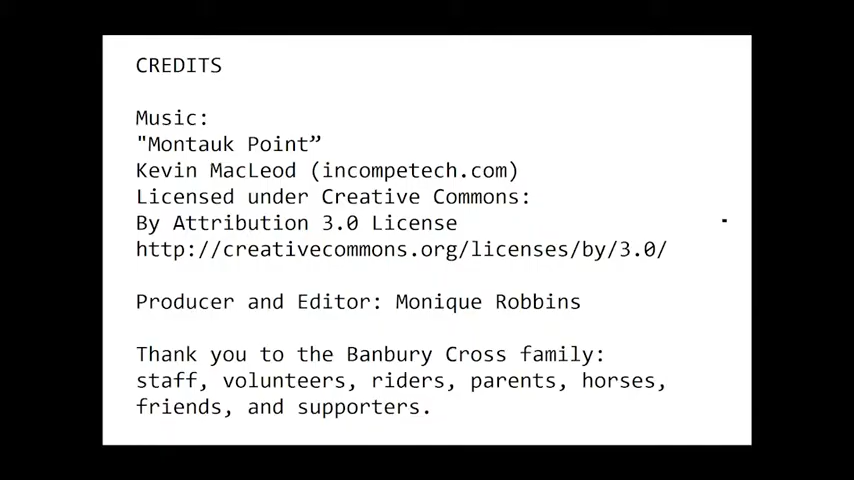 CREDITS
Music:
"Montauk Point”
Kevin MacLeod (incompetech.com)
Licensed under Creative Commons:
By Attribution 3.0 License
http://creativecommons.org/licenses/by/3.0/
Producer and Editor: Monique Robbins
Thank you to the Banbury Cross family:
staff, volunteers, riders, parents, horses,
friends, and supporters.